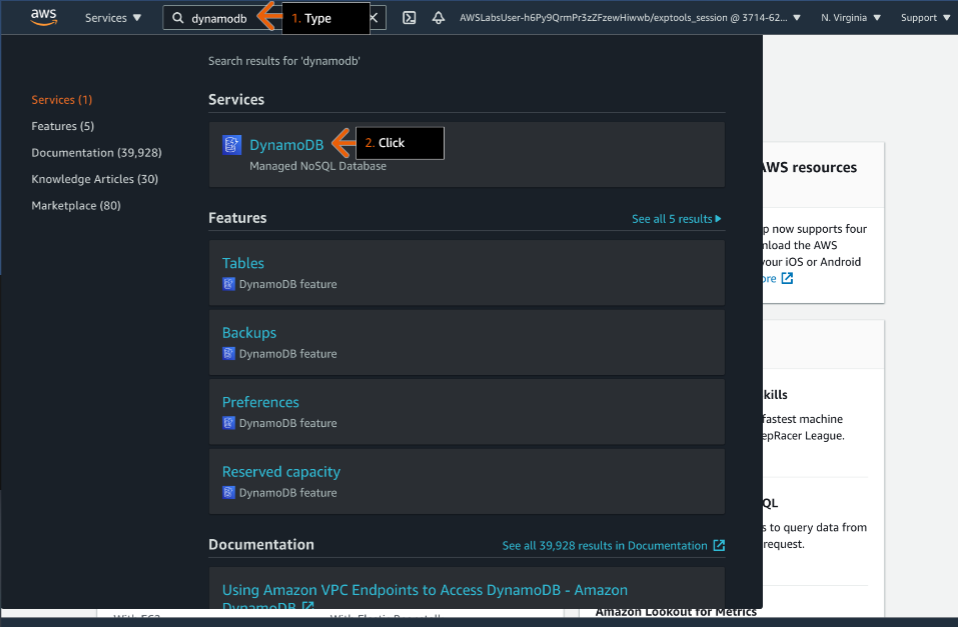 aws
Services ▼
dynamodb
1. Type
AWSLabsUser-h6Py9QrmPr3zZFzewHiwwb/exptools_session @ 3714-62... ▼
N. Virginia ▼
Support ▼
Search results for 'dynamodb'
Services (1)
Features (5)
Documentation (39,928)
Knowledge Articles (30)
Marketplace (80)
Services
DynamoDB
2. Click
Managed NoSQL Database
Features
See all 5 results
Tables
DynamoDB feature
Backups
DynamoDB feature
Preferences
DynamoDB feature
Reserved capacity
DynamoDB feature
Documentation
See all 39,928 results in Documentation
Using Amazon VPC Endpoints to Access DynamoDB - Amazon
DynamoDB
AWS resources
p now supports four
nload the AWS
your iOS or Android
ore
kills
fastest machine
epRacer League.
QL
s to query data from
request.
Amazon Lookout for Metrics
With EC2